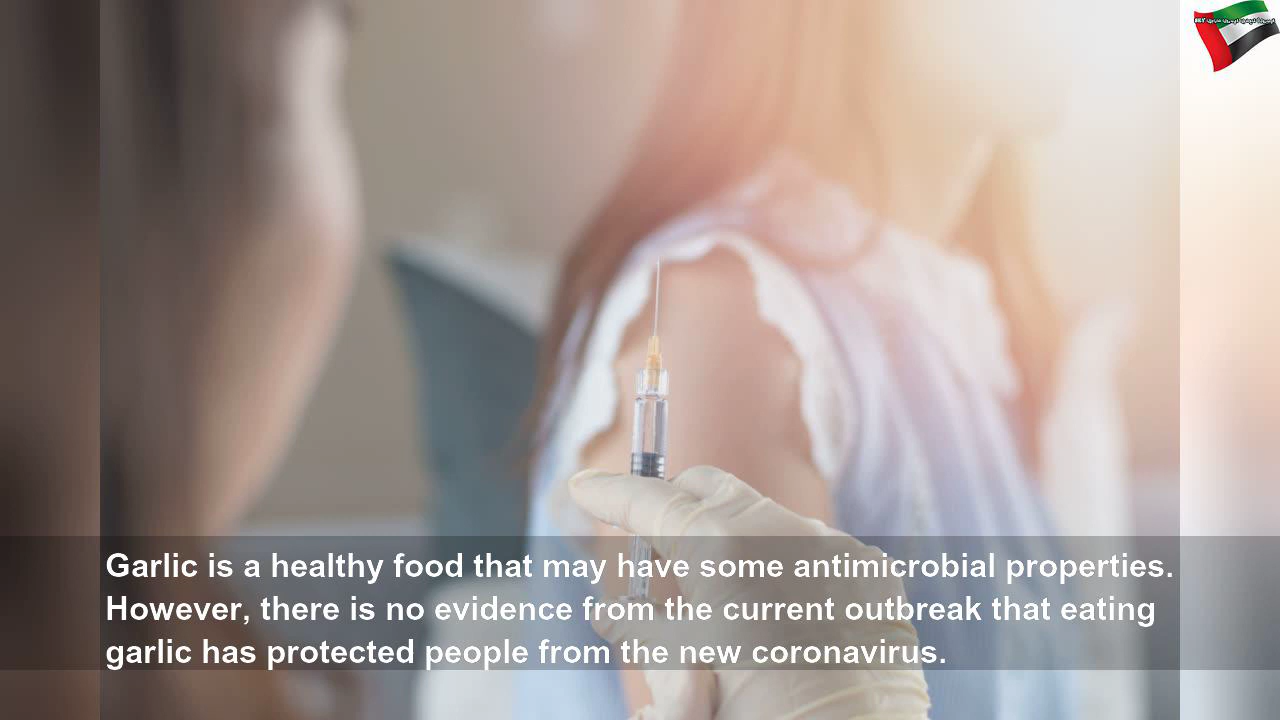 Garlic is a healthy food that may have some antimicrobial properties.
However, there is no evidence from the current outbreak that eating
garlic has protected people from the new coronavirus.